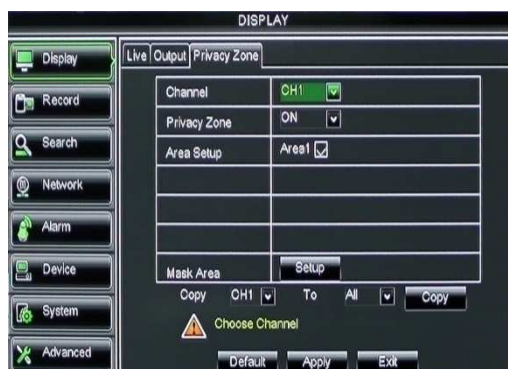 DISPLAY
Display
Record
Search
Network
Alarm
Device
System
Advanced
Live Output Privacy Zone
Channel CH1
Privacy Zone ON
Area Setup Area1
Mask Area Setup
Copy CH1 To All Copy
Choose Channel
Default Apply Exit